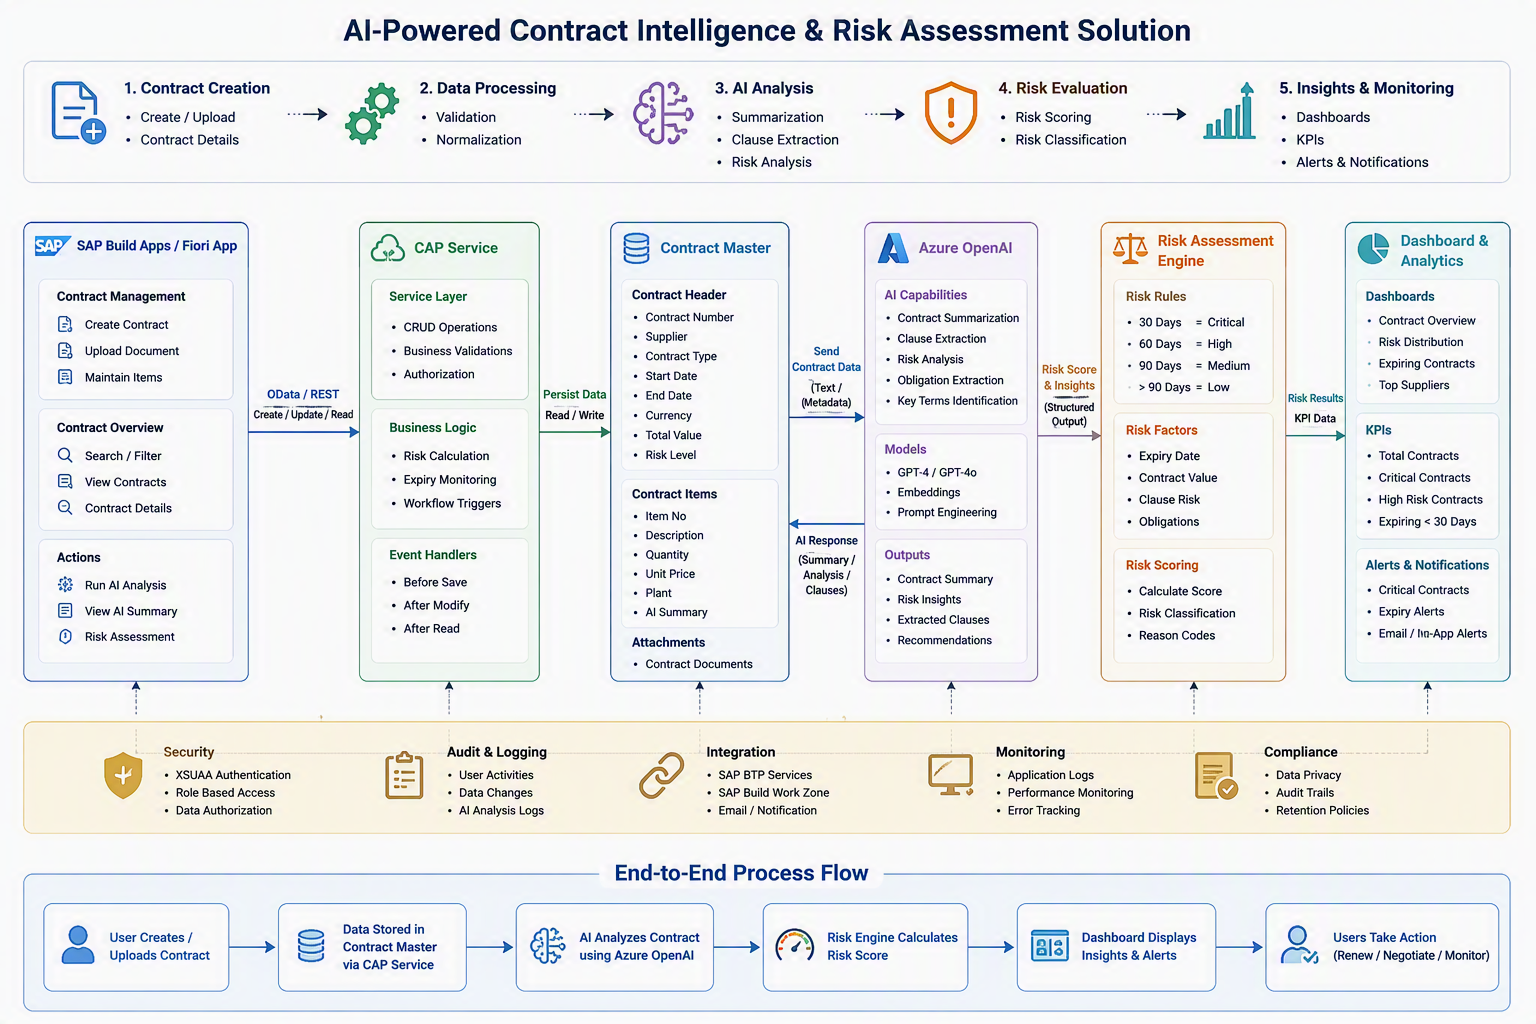 AI-Powered Contract Intelligence & Risk Assessment Solution
1. Contract Creation
• Create / Upload
• Contract Details
2. Data Processing
• Validation
• Normalization
3. AI Analysis
• Summarization
• Clause Extraction
• Risk Analysis
4. Risk Evaluation
• Risk Scoring
• Risk Classification
5. Insights & Monitoring
• Dashboards
• KPIs
• Alerts & Notifications
SAP
SAP Build Apps / Fiori App
Contract Management
Create Contract
Upload Document
Maintain Items
Contract Overview
Search / Filter
View Contracts
Contract Details
Actions
Run AI Analysis
View AI Summary
Risk Assessment
OData / REST
Create / Update / Read
CAP Service
Service Layer
• CRUD Operations
• Business Validations
• Authorization
Business Logic
• Risk Calculation
• Expiry Monitoring
• Workflow Triggers
Event Handlers
• Before Save
• After Modify
• After Read
Persist Data
Read / Write
Contract Master
Contract Header
• Contract Number
• Supplier
• Contract Type
• Start Date
• End Date
• Currency
• Total Value
• Risk Level
Contract Items
• Item No
• Description
• Quantity
• Unit Price
• Plant
• AI Summary
Attachments
• Contract Documents
Send
Contract Data
(Text /
(Metadata)
AI Response
(Summary /
Analysis /
Clauses)
Azure OpenAI
AI Capabilities
• Contract Summarization
• Clause Extraction
• Risk Analysis
• Obligation Extraction
• Key Terms Identification
Models
• GPT-4 / GPT-4o
• Embeddings
• Prompt Engineering
Outputs
• Contract Summary
• Risk Insights
• Extracted Clauses
• Recommendations
Risk Score
& Insights
(Structured
Output)
Risk Assessment
Engine
Risk Rules
• 30 Days = Critical
• 60 Days = High
• 90 Days = Medium
• > 90 Days = Low
Risk Factors
• Expiry Date
• Contract Value
• Clause Risk
• Obligations
Risk Scoring
• Calculate Score
• Risk Classification
• Reason Codes
Risk Results
KPI Data
Dashboard &
Analytics
Dashboards
• Contract Overview
• Risk Distribution
• Expiring Contracts
• Top Suppliers
KPIs
• Total Contracts
• Critical Contracts
• High Risk Contracts
• Expiring < 30 Days
Alerts & Notifications
• Critical Contracts
• Expiry Alerts
• Email / In-App Alerts
Security
• XSUAA Authentication
• Role Based Access
• Data Authorization
Audit & Logging
• User Activities
• Data Changes
• AI Analysis Logs
Integration
• SAP BTP Services
• SAP Build Work Zone
• Email / Notification
Monitoring
• Application Logs
• Performance Monitoring
• Error Tracking
Compliance
• Data Privacy
• Audit Trails
• Retention Policies
End-to-End Process Flow
User Creates /
Uploads Contract
Data Stored in
Contract Master
via CAP Service
AI Analyzes Contract
using Azure OpenAI
Risk Engine Calculates
Risk Score
Dashboard Displays
Insights & Alerts
Users Take Action
(Renew / Negotiate / Monitor)